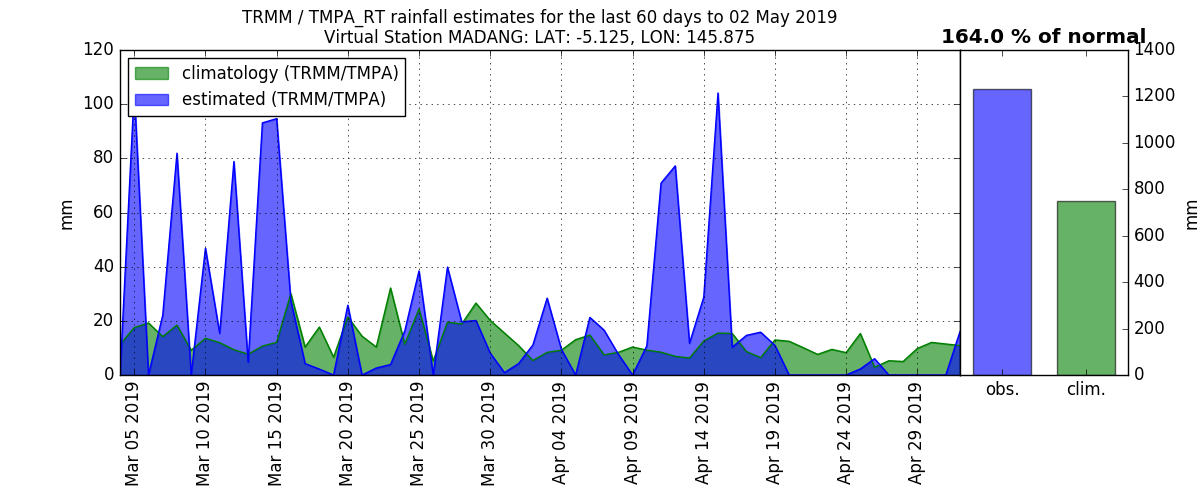 TRMM / TMPA_RT rainfall estimates for the last 60 days to 02 May 2019
Virtual Station MADANG: LAT: -5.125, LON: 145.875
164.0 % of normal
climatology (TRMM/TMPA)
estimated (TRMM/TMPA)
mm
120
100
80
60
40
20
0
Mar 05 2019
Mar 10 2019
Mar 15 2019
Mar 20 2019
Mar 25 2019
Mar 30 2019
Apr 04 2019
Apr 09 2019
Apr 14 2019
Apr 19 2019
Apr 24 2019
Apr 29 2019
1400
1200
1000
800
600
400
200
0
mm
obs.
clim.